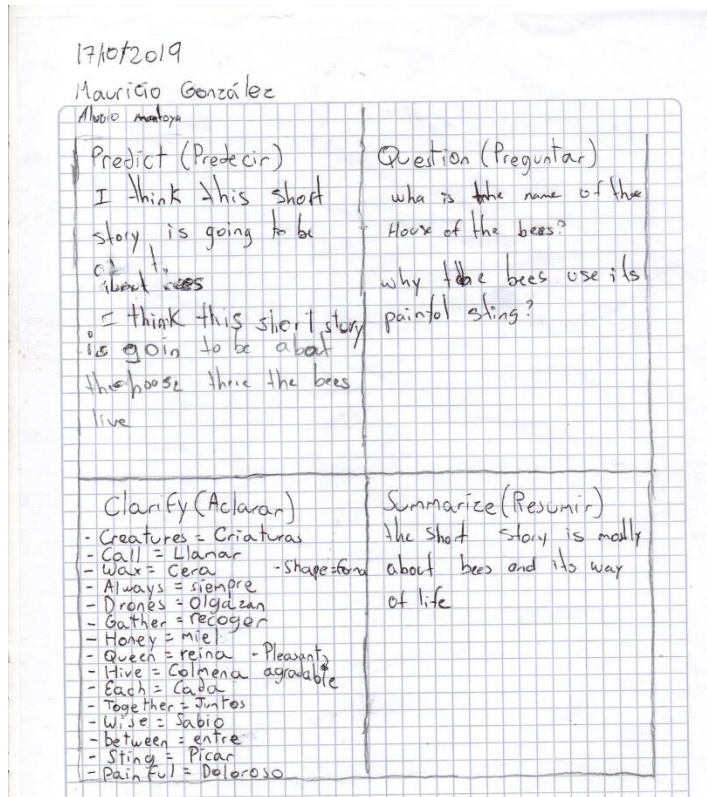 17/10/2019
Mauricio González
Montoya
Predict (Predecir)
I think this short
story is going to be
about bees
I think this short story
is goin to be about
the hoose there the bees
live
Question (Preguntar)
wha is the name of thee
House of the bees?
why the bees use its
painfol sting?
Clarify (Aclarar)
- Creatures = Criaturas
- Call = Llanar
- Wax = Cera - Shape = forma
- Always = siempre
- Drones = Olgazan
- Gather = recoger
- Honey = miel
- Queen = reina - Pleasant =
- Hive = Colmena agradable
- Each = Cada
- Together = Juntos
- Wise = Sabio
- between = entre
- Sting = Picar
- Painful = Doloroso
Summarize (Resumir)
the short story is mostly
about bees and its way
of life